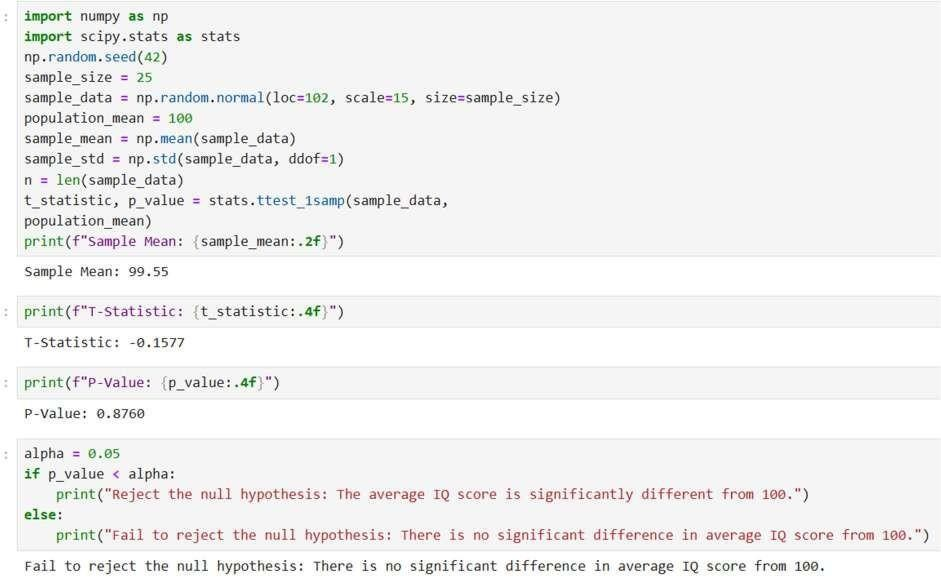 :
import numpy as np
import scipy.stats as stats
np.random.seed(42)
sample_size = 25
sample_data = np.random.normal(loc=102, scale=15, size=sample_size)
population_mean = 100
sample_mean = np.mean(sample_data)
sample_std = np.std(sample_data, ddof=1)
n = len(sample_data)
t_statistic, p_value = stats.ttest_1samp(sample_data,
population_mean)
print(f"Sample Mean: {sample_mean:.2f}")
Sample Mean: 99.55
:
print(f"T-Statistic: {t_statistic:.4f}")
T-Statistic: -0.1577
:
print(f"P-Value: {p_value:.4f}")
P-Value: 0.8760
:
alpha = 0.05
if p_value < alpha:
    print("Reject the null hypothesis: The average IQ score is significantly different from 100.")
else:
    print("Fail to reject the null hypothesis: There is no significant difference in average IQ score from 100.")
Fail to reject the null hypothesis: There is no significant difference in average IQ score from 100.